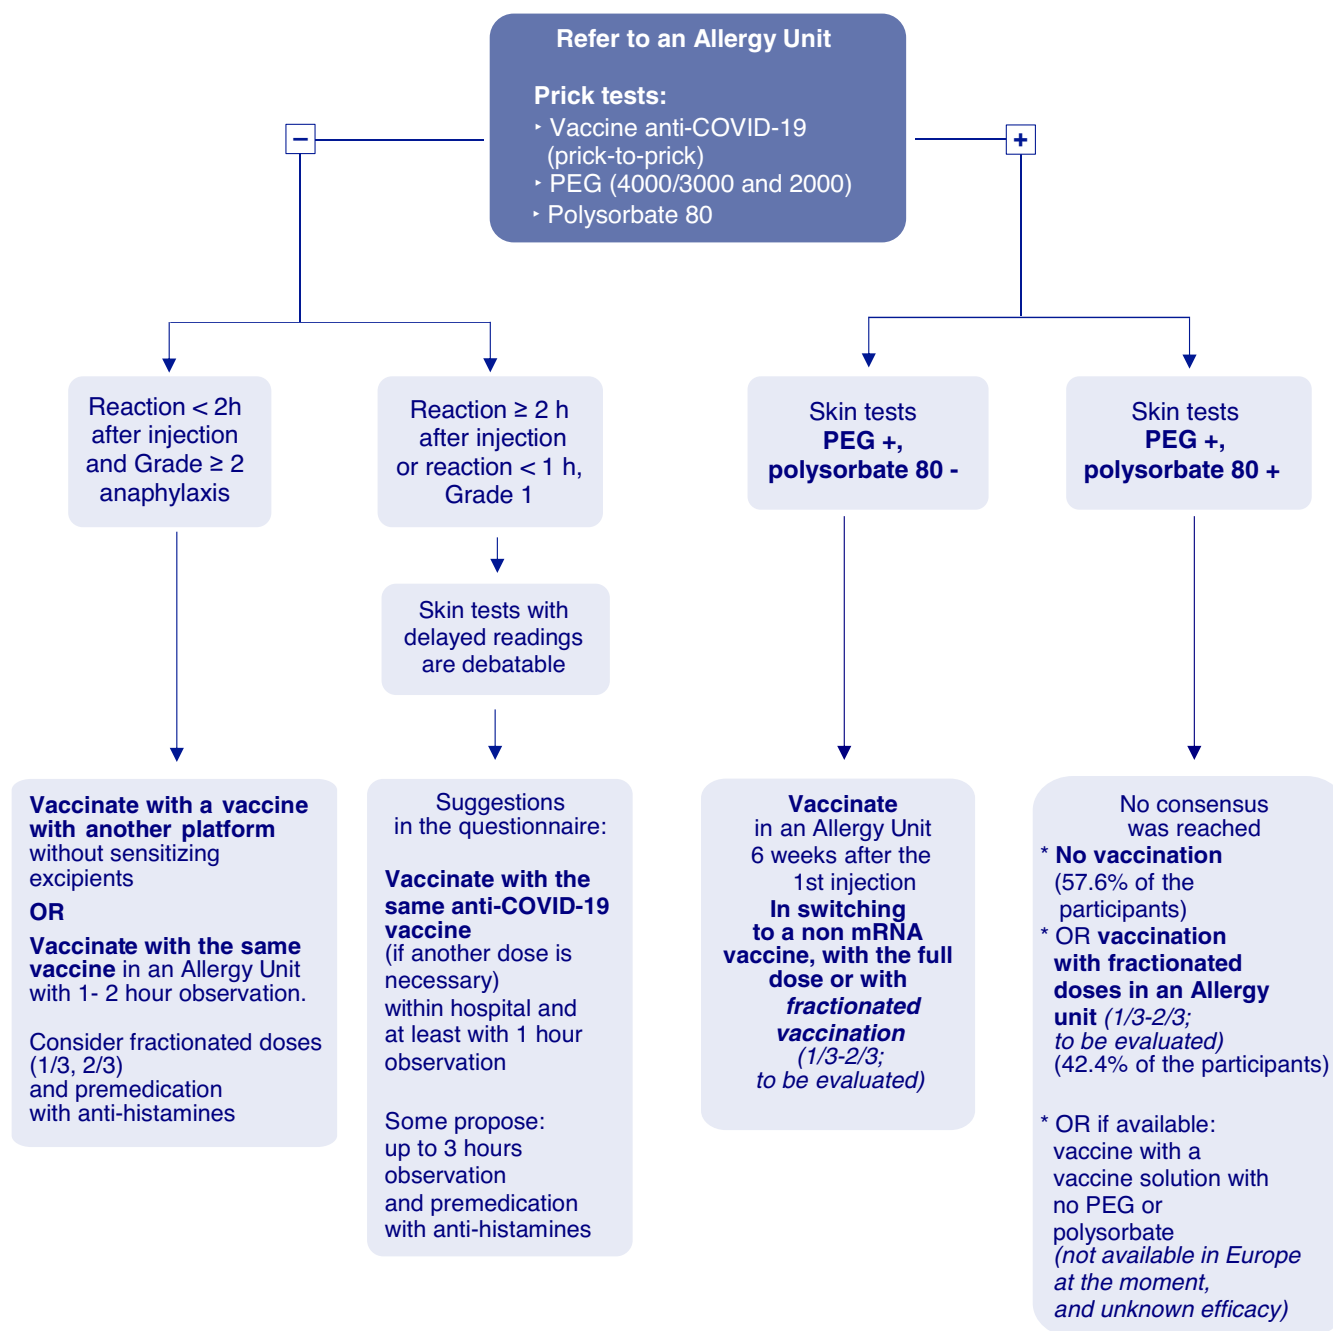 Refer to an Allergy Unit
Prick tests:
‣ Vaccine anti-COVID-19
(prick-to-prick)
‣ PEG (4000/3000 and 2000)
‣ Polysorbate 80
−
+
Reaction < 2h
after injection
and Grade ≥ 2
anaphylaxis
Reaction ≥ 2 h
after injection
or reaction < 1 h,
Grade 1
Skin tests
PEG +,
polysorbate 80 -
Skin tests
PEG +,
polysorbate 80 +
Skin tests with
delayed readings
are debatable
Vaccinate with a vaccine
with another platform
without sensitizing
excipients
OR
Vaccinate with the same
vaccine in an Allergy Unit
with 1- 2 hour observation.
Consider fractionated doses
(1/3, 2/3)
and premedication
with anti-histamines
Suggestions
in the questionnaire:
Vaccinate with the
same anti-COVID-19
vaccine
(if another dose is
necessary)
within hospital and
at least with 1 hour
observation
Some propose:
up to 3 hours
observation
and premedication
with anti-histamines
Vaccinate
in an Allergy Unit
6 weeks after the
1st injection
In switching
to a non mRNA
vaccine, with the full
dose or with
fractionated
vaccination
(1/3-2/3;
to be evaluated)
No consensus
was reached
* No vaccination
(57.6% of the
participants)
* OR vaccination
with fractionated
doses in an Allergy
unit (1/3-2/3;
to be evaluated)
(42.4% of the participants)
* OR if available:
vaccine with a
vaccine solution with
no PEG or
polysorbate
(not available in Europe
at the moment,
and unknown efficacy)